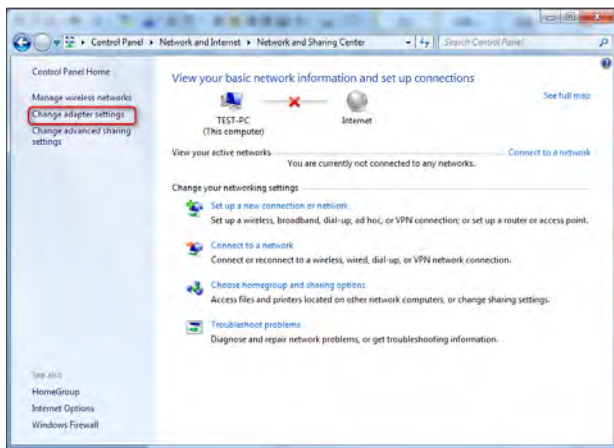 Control Panel ▸ Network and Internet ▸ Network and Sharing Center
Search Control Panel
Control Panel Home
Manage wireless networks
Change adapter settings
Change advanced sharing
settings
View your basic network information and set up connections
See full map
TEST-PC
(This computer)
Internet
View your active networks
Connect to a network
You are currently not connected to any networks.
Change your networking settings
Set up a new connection or network
Set up a wireless, broadband, dial-up, ad hoc, or VPN connection; or set up a router or access point.
Connect to a network
Connect or reconnect to a wireless, wired, dial-up, or VPN network connection.
Choose homegroup and sharing options
Access files and printers located on other network computers, or change sharing settings.
Troubleshoot problems
Diagnose and repair network problems, or get troubleshooting information.
See also
HomeGroup
Internet Options
Windows Firewall